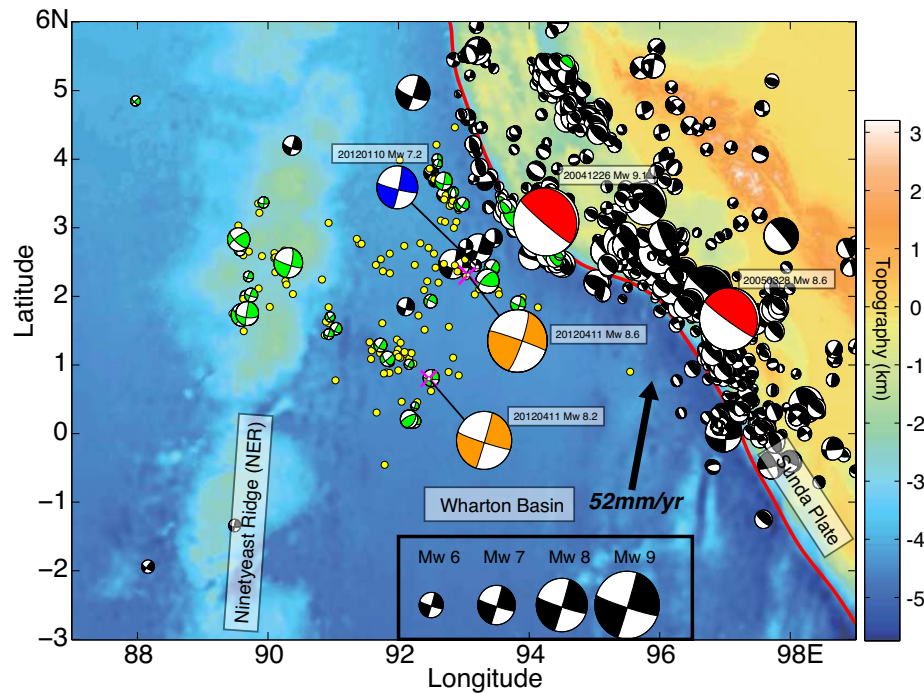 6N
5
4
3
2
1
0
−1
−2
−3
Latitude
88
90
92
94
96
98E
Longitude
20120110 Mw 7.2
20041226 Mw 9.1
20050328 Mw 8.6
20120411 Mw 8.6
20120411 Mw 8.2
Ninetyeast Ridge (NER)
Wharton Basin
52mm/yr
Sunda Plate
Mw 6
Mw 7
Mw 8
Mw 9
3
2
1
0
-1
-2
-3
-4
-5
Topography (km)